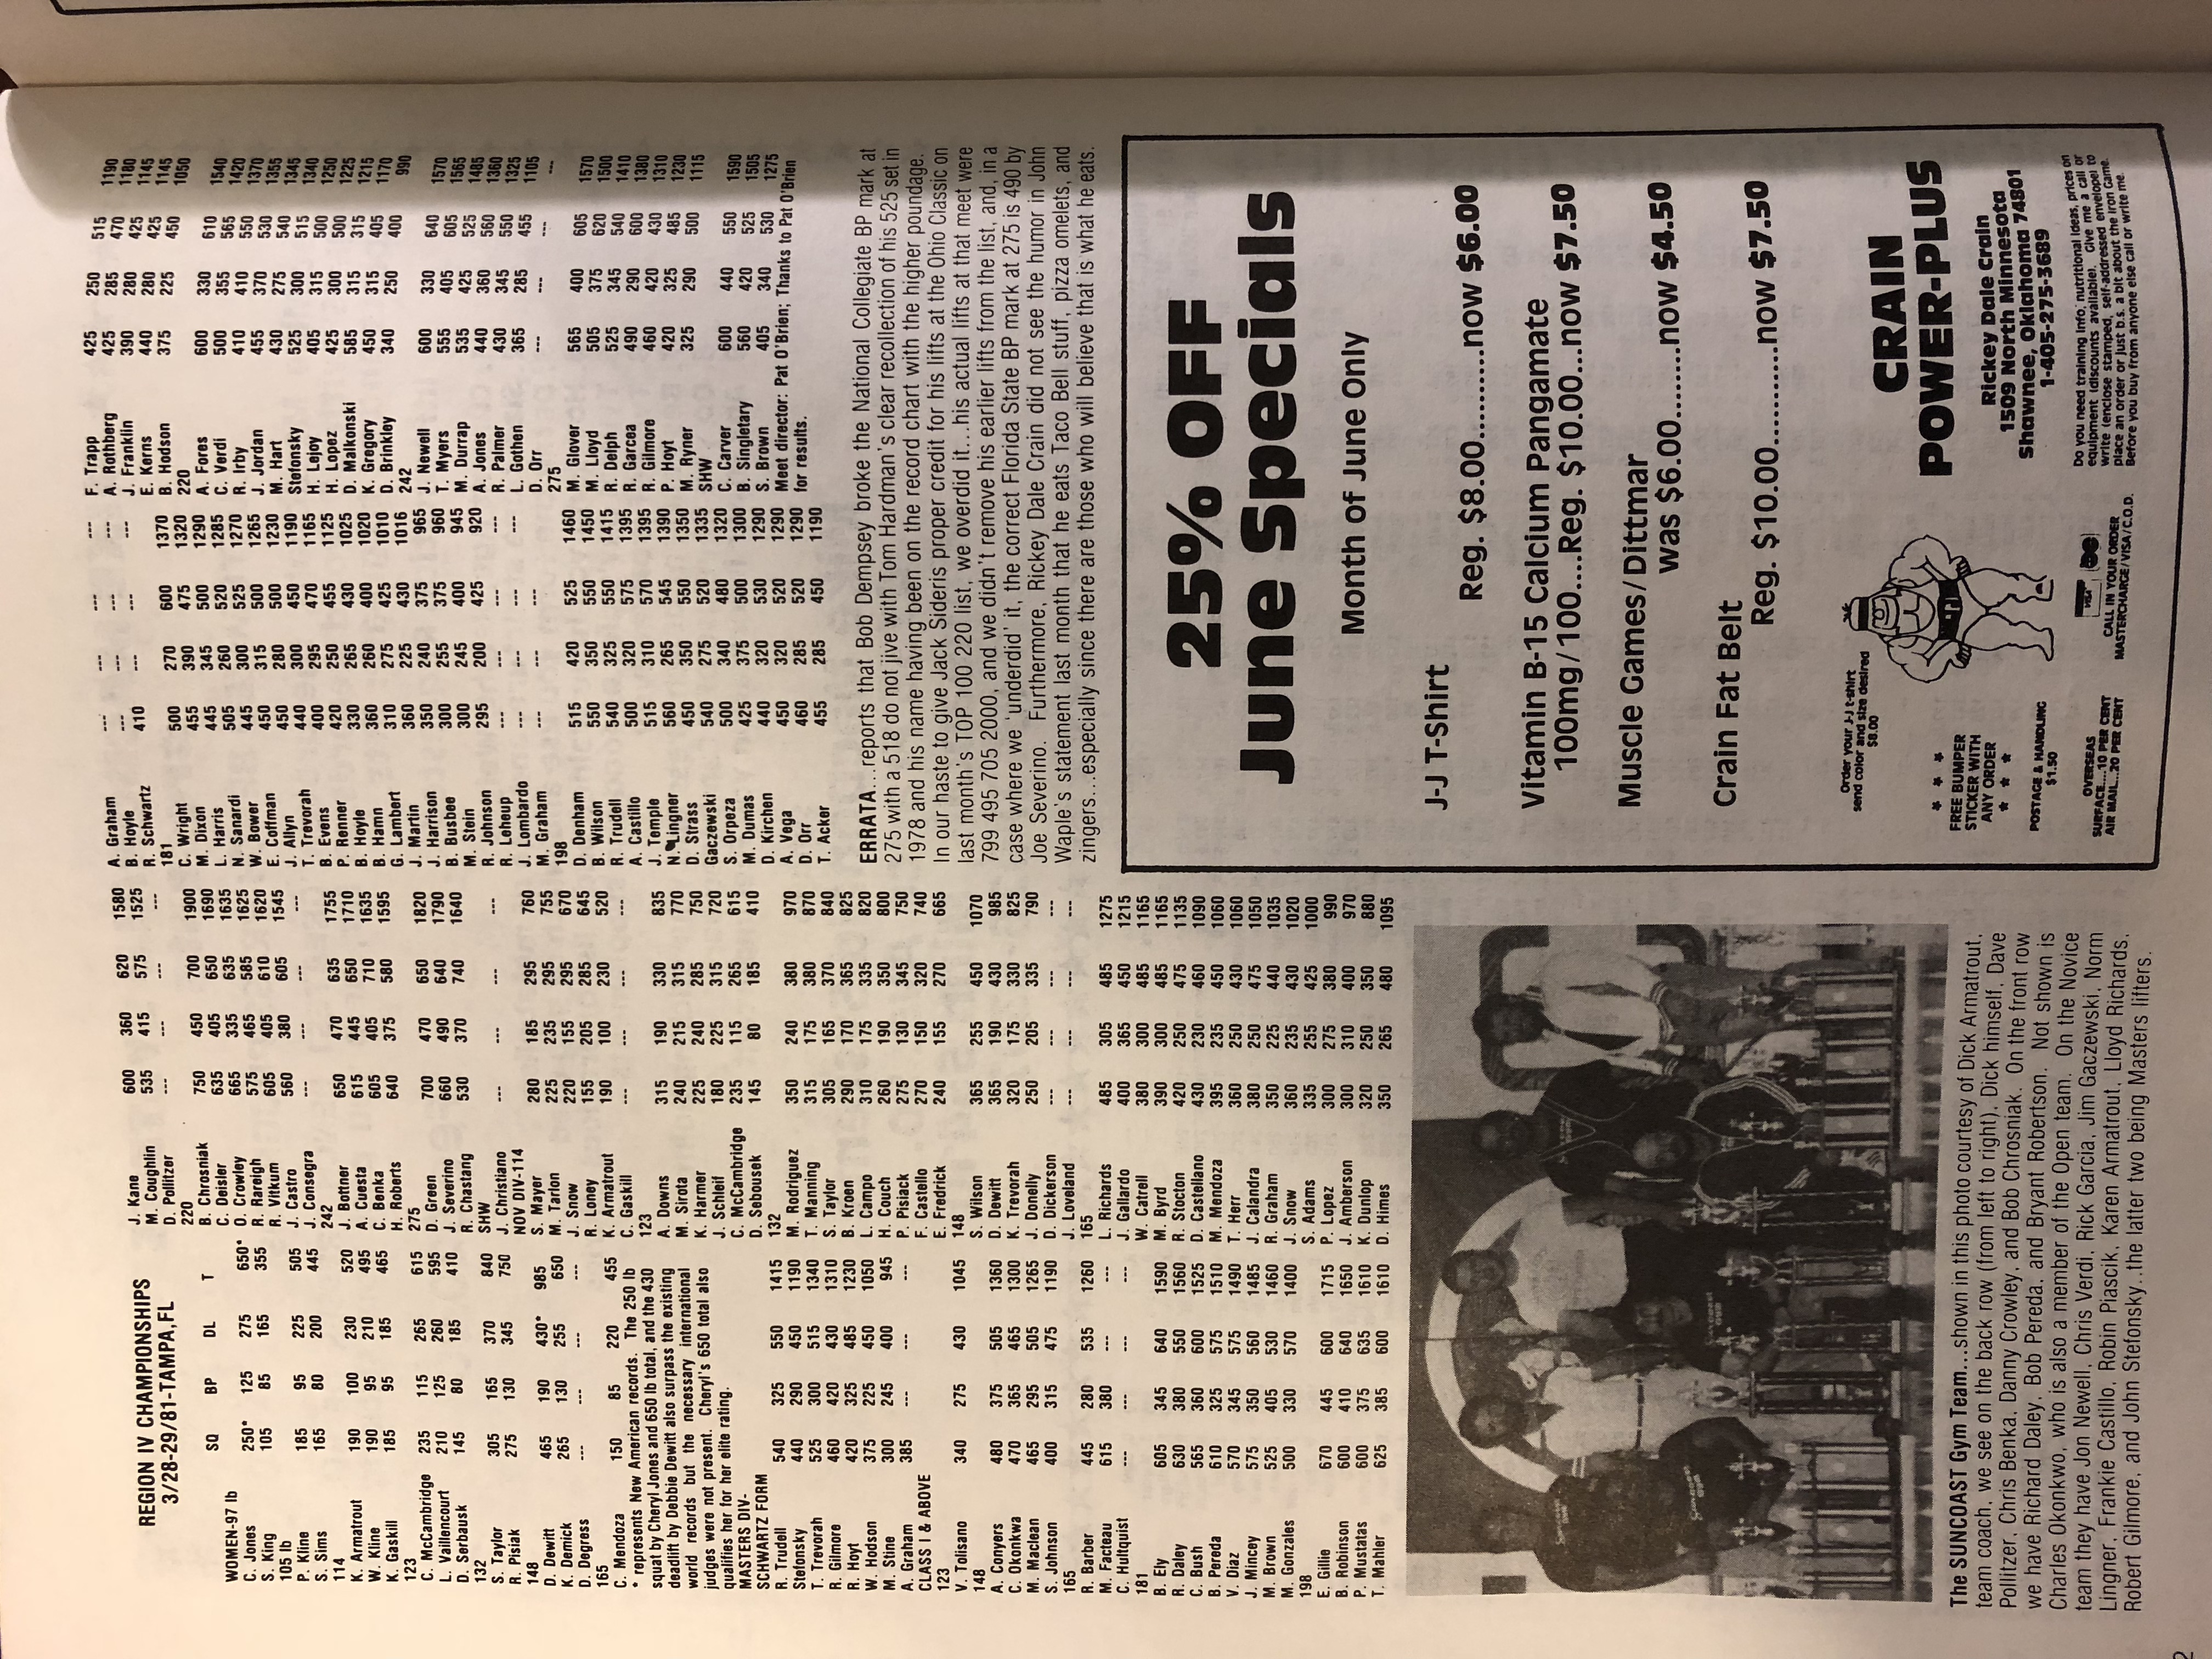 REGION IV CHAMPIONSHIPS
3/28-29/81-TAMPA,FL
WOMEN-97 lb SQ BP DL T
C. Jones 250* 125 275 650*
S. King 105 85 165 355
105 lb
P. Kline 185 95 225 505
S. Sims 165 80 200 445
114
K. Armatrout 190 100 230 520
W. Kline 190 95 210 495
K. Gaskill 185 95 185 465
123
C. McCambridge 235 115 265 615
L. Vaillencourt 210 125 260 595
D. Serbausk 145 80 185 410
132
S. Taylor 305 165 370 840
R. Pisiak 275 130 345 750
148
D. Dewitt 465 190 430* 985
K. Demick 265 130 255 650
D. Degress --- --- --- ---
165
C. Mendoza 150 85 220 455
* represents New American records. The 250 lb
squat by Cheryl Jones and 650 lb total, and the 430
deadlift by Debbie Dewitt also surpass the existing
world records but the necessary international
judges were not present. Cheryl's 650 total also
qualifies her for her elite rating.
MASTERS DIV-
SCHWARTZ FORM
R. Trudell 540 325 550 1415
Stefonsky 440 290 450 1190
T. Trevorah 525 300 515 1340
R. Gilmore 460 420 430 1310
R. Hoyt 420 325 485 1230
W. Hodson 375 225 450 1050
M. Stine 300 245 400 945
A. Graham 385 --- --- ---
CLASS I & ABOVE
123
V. Tolisano 340 275 430 1045
148
A. Conyers 480 375 505 1360
C. Okonkwa 470 365 465 1300
M. Maclean 465 295 505 1265
S. Johnson 400 315 475 1190
165
R. Barber 445 280 535 1260
M. Facteau 615 380 --- ---
C. Hultquist --- --- --- ---
181
B. Ely 605 345 640 1590
R. Daley 630 380 550 1560
C. Bush 565 360 600 1525
B. Pereda 610 325 575 1510
V. Diaz 570 345 575 1490
J. Mincey 575 350 560 1485
M. Brown 525 405 530 1460
M. Gonzales 500 330 570 1400
198
E. Gillie 670 445 600 1715
B. Robinson 600 410 640 1650
P. Mustatas 600 375 635 1610
T. Mahler 625 385 600 1610
J. Kane 600 360 620 1580
M. Coughlin 535 415 575 1525
D. Pollitzer --- --- --- ---
220
B. Chrosniak 750 450 700 1900
C. Deisler 635 405 650 1690
D. Crowley 665 335 635 1635
R. Rareigh 575 465 585 1625
R. Vitkum 605 405 610 1620
J. Castro 560 380 605 1545
J. Consegra --- --- --- ---
242
J. Bottner 650 470 635 1755
A. Cuesta 615 445 650 1710
C. Benka 605 405 710 1635
H. Roberts 640 375 580 1595
275
D. Green 700 470 650 1820
J. Severino 660 490 640 1790
R. Chastang 530 370 740 1640
SHW
J. Christiano --- --- --- ---
NOV DIV-114
S. Mayer 280 185 295 760
M. Tarlon 225 235 295 755
J. Snow 220 155 295 670
R. Loney 155 205 285 645
K. Armatrout 190 100 230 520
C. Gaskill --- --- --- ---
123
A. Downs 315 190 330 835
M. Sirota 240 215 315 770
K. Harmer 225 240 285 750
J. Schleif 180 225 315 720
C. McCambridge 235 115 265 615
D. Sebousek 145 80 185 410
132
M. Rodriguez 350 240 380 970
T. Manning 315 175 380 870
S. Taylor 305 165 370 840
B. Kroen 290 170 365 825
L. Campo 310 175 335 820
H. Couch 260 190 350 800
P. Pisiack 275 130 345 750
F. Castello 270 150 320 740
E. Fredrick 240 155 270 665
148
S. Wilson 365 255 450 1070
D. Dewitt 365 190 430 985
K. Trevorah 320 175 330 825
J. Donelly 250 205 335 790
D. Dickerson --- --- --- ---
J. Loveland --- --- --- ---
165
L. Richards 485 305 485 1275
J. Gallardo 400 365 450 1215
W. Catrell 380 300 485 1165
M. Byrd 390 300 485 1165
R. Stocton 420 250 475 1135
D. Castellano 430 230 460 1090
M. Mendoza 395 235 450 1060
T. Herr 360 250 430 1060
J. Calandra 380 250 475 1050
R. Graham 350 225 440 1035
J. Snow 360 235 430 1020
S. Adams 335 255 425 1000
P. Lopez 300 275 380 990
J. Amberson 300 310 400 970
K. Dunlop 320 250 350 880
D. Himes 350 265 480 1095
A. Graham --- --- --- ---
B. Hoyle --- --- --- ---
R. Schwartz 410 --- --- ---
181
C. Wright 500 270 600 1370
M. Dixon 455 390 475 1320
L. Harris 445 345 500 1290
N. Sanardi 505 260 520 1285
W. Bower 445 300 525 1270
E. Coffman 450 315 500 1265
J. Allyn 450 280 500 1230
T. Trevorah 440 300 450 1190
B. Evens 400 295 470 1165
P. Renner 420 250 455 1125
B. Hoyle 330 265 430 1025
B. Hamn 360 260 400 1020
G. Lambert 310 275 425 1010
J. Martin 360 225 430 1016
J. Harrison 350 240 375 965
B. Busbee 300 255 375 960
M. Stein 300 245 400 945
R. Johnson 295 200 425 920
R. Leheup --- --- --- ---
J. Lombardo --- --- --- ---
M. Graham --- --- --- ---
198
D. Denham 515 420 525 1460
B. Wilson 550 350 550 1450
R. Trudell 540 325 550 1415
A. Castillo 500 320 575 1395
J. Temple 515 310 570 1395
N. Lingner 560 265 545 1390
D. Strass 450 350 550 1350
Gaczewski 540 275 520 1335
S. Orpeza 500 340 480 1320
M. Dumas 425 375 500 1300
D. Kirchen 440 320 530 1290
A. Vega 450 320 520 1290
D. Orr 460 285 520 1290
T. Acker 455 285 450 1190
F. Trapp 425 250 515 1190
A. Rothberg 425 285 470 1180
J. Franklin 390 280 425 1145
E. Kerns 440 280 425 1145
B. Hodson 375 225 450 1050
220
A. Fores 600 330 610 1540
C. Verdi 500 355 565 1420
R. Irby 410 410 550 1370
J. Jordan 455 370 530 1355
M. Hart 430 275 540 1345
Stefonsky 525 300 515 1340
H. Lejoy 405 315 500 1340
H. Lopez 425 300 500 1250
D. Malkonski 585 315 315 1225
K. Gregory 450 315 405 1215
D. Brinkley 340 250 400 1170
242 990
J. Newell 600 330 640 1570
T. Myers 555 405 605 1565
M. Durrap 535 425 525 1485
A. Jones 440 360 560 1360
R. Palmer 430 345 550 1325
L. Gothen 365 285 455 1105
D. Orr --- --- --- ---
275
M. Glover 565 400 605 1570
M. Lloyd 505 375 620 1500
R. Delph 525 345 540 1410
R. Garcea 490 290 600 1380
R. Gilmore 460 420 430 1310
P. Hoyt 420 325 485 1230
M. Ryner 325 290 500 1115
SHW
C. Carver 600 440 550 1590
B. Singletary 560 420 525 1505
S. Brown 405 340 530 1275
Meet director: Pat O'Brien; Thanks to Pat O'Brien
for results.
The SUNCOAST Gym Team...shown in this photo courtesy of Dick Armatrout,
team coach, we see on the back row (from left to right). Dick himself, Dave
Pollitzer, Chris Benka, Danny Crowley, and Bob Chrosniak. On the front row
we have Richard Daley, Bob Pereda, and Bryant Robertson. Not shown is
Charles Okonkwo, who is also a member of the Open team. On the Novice
team they have Jon Newell, Chris Verdi, Rick Garcia, Jim Gaczewski, Norm
Lingner, Frankie Castillo, Robin Piascik, Karen Armatrout, Lloyd Richards,
Robert Gilmore, and John Stefonsky..the latter two being Masters lifters.
ERRATA...reports that Bob Dempsey broke the National Collegiate BP mark at
275 with a 518 do not jive with Tom Hardman's clear recollection of his 525 set in
1978 and his name having been on the record chart with the higher poundage.
In our haste to give Jack Sideris proper credit for his lifts at the Ohio Classic on
last month's TOP 100 220 list, we overdid it...his actual lifts at that meet were
799 495 705 2000, and we didn't remove his earlier lifts from the list, and, in a
case where we 'underdid' it, the correct Florida State BP mark at 275 is 490 by
Joe Severino. Furthermore, Rickey Dale Crain did not see the humor in John
Waple's statement last month that he eats Taco Bell stuff, pizza omelets, and
zingers...especially since there are those who will believe that is what he eats.
25% OFF
June Specials
Month of June Only
J-J T-Shirt
Reg. $8.00.........now $6.00
Vitamin B-15 Calcium Pangamate
100mg/100....Reg. $10.00...now $7.50
Muscle Games/Dittmar
was $6.00........now $4.50
Crain Fat Belt
Reg. $10.00..........now $7.50
Order your J-J t-shirt
send color and size desired
$8.00
* * *
FREE BUMPER
STICKER WITH
ANY ORDER
* * *
POSTAGE & HANDLING
$1.50
OVERSEAS
SURFACE....10 PER CENT
AIR MAIL...20 PER CENT
CALL IN YOUR ORDER
MASTERCHARGE/VISA/C.O.D.
CRAIN
POWER-PLUS
Rickey Dale Crain
1509 North Minnesota
Shawnee, Oklahoma 74801
1-405-275-3689
Do you need training info, nutritional ideas, prices on
equipment (discounts available). Give me a call or
write (enclose stamped, self-addressed envelope) to
place an order or just b.s. a bit about the Iron Game.
Before you buy from anyone else call or write me.